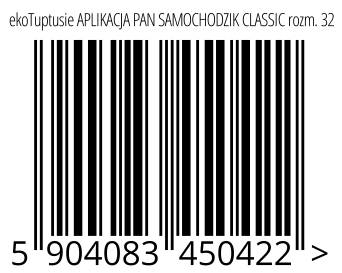 ekoTuptusie APLIKACJA PAN SAMOCHODZIK CLASSIC rozm. 32
5 904083 450422 >